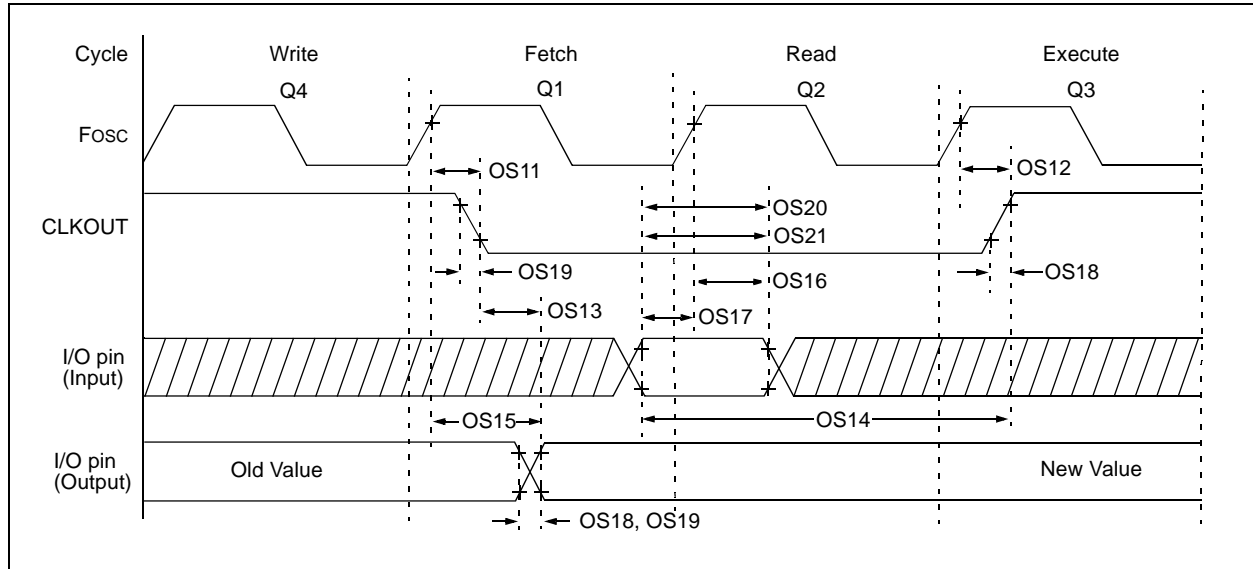 Cycle Write Fetch Read Execute
Q4 Q1 Q2 Q3
FOSC
OS11 OS12
OS20
CLKOUT
OS21
OS19 OS16 OS18
OS13 OS17
I/O pin
(Input)
OS15 OS14
I/O pin
(Output)
Old Value New Value
OS18, OS19